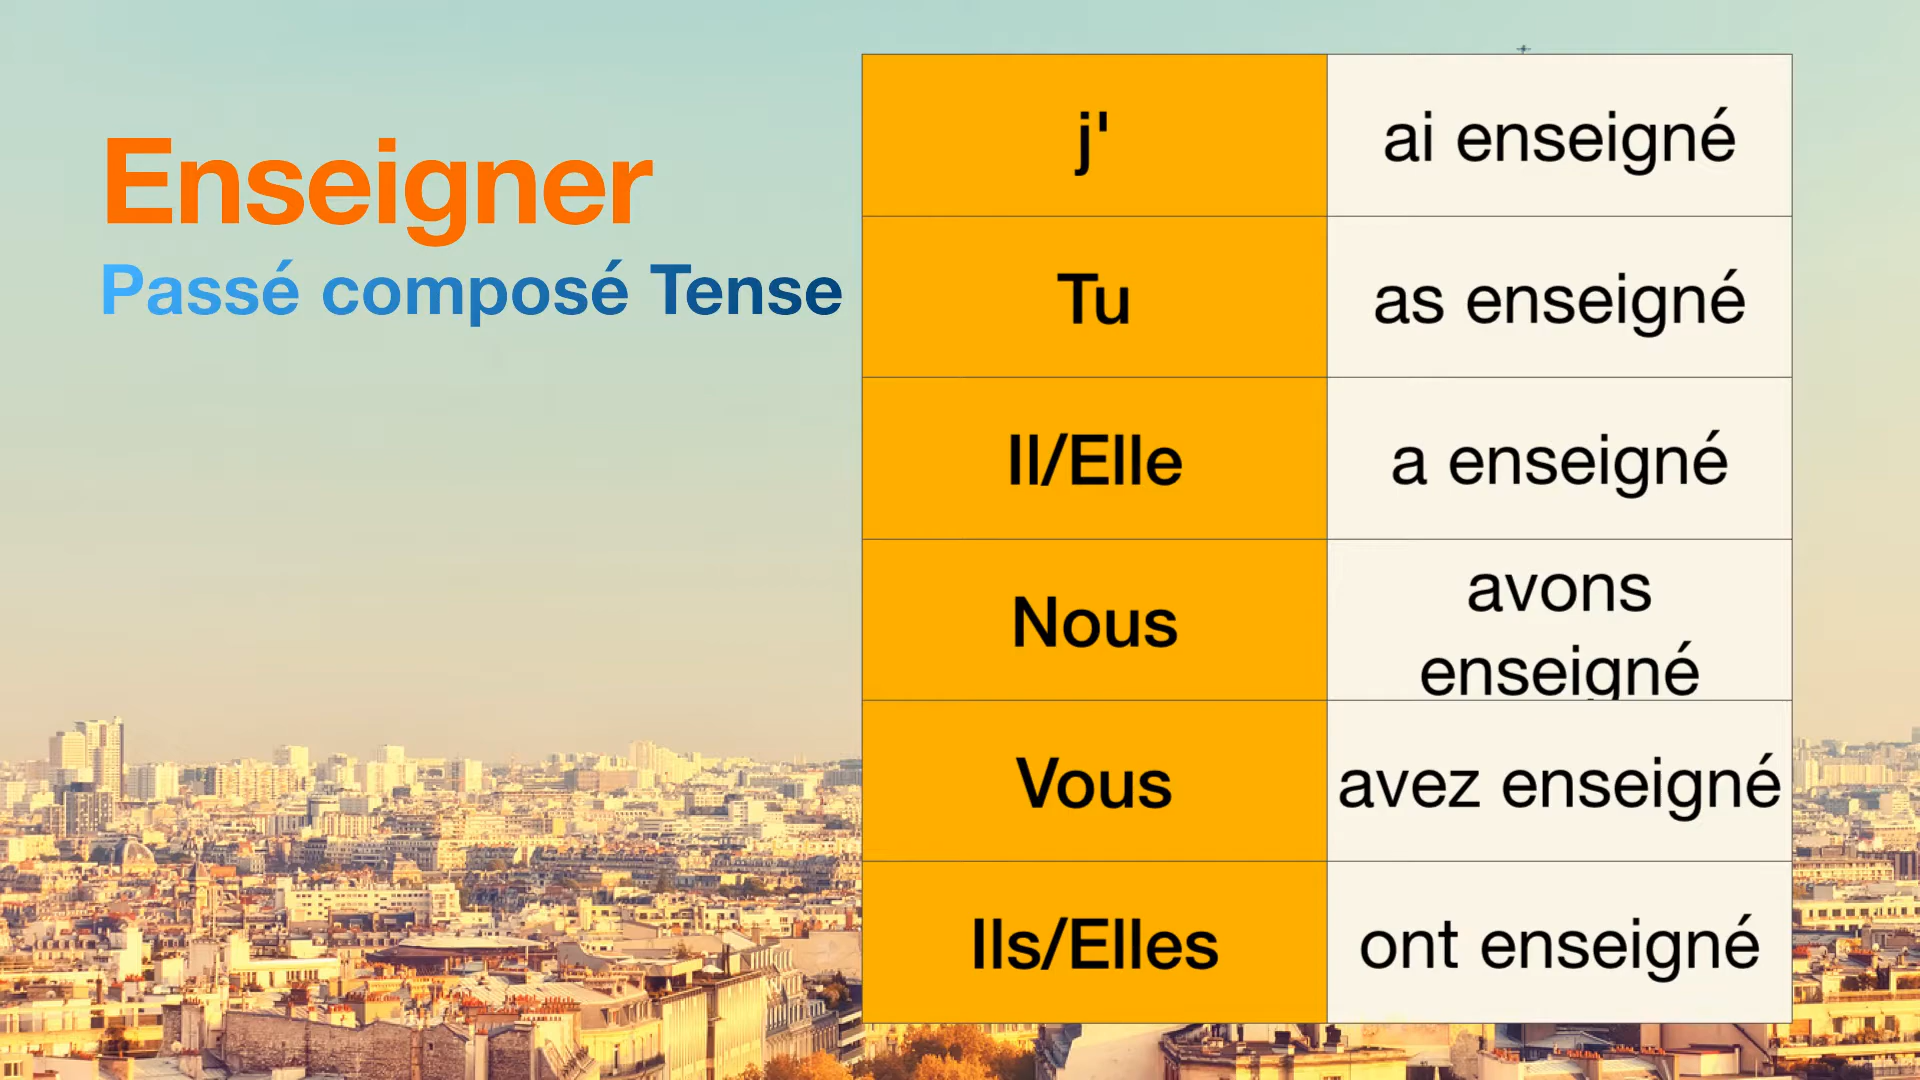 Enseigner
Passé composé Tense
j' ai enseigné
Tu as enseigné
Il/Elle a enseigné
Nous avons
enseigné
Vous avez enseigné
Ils/Elles ont enseigné